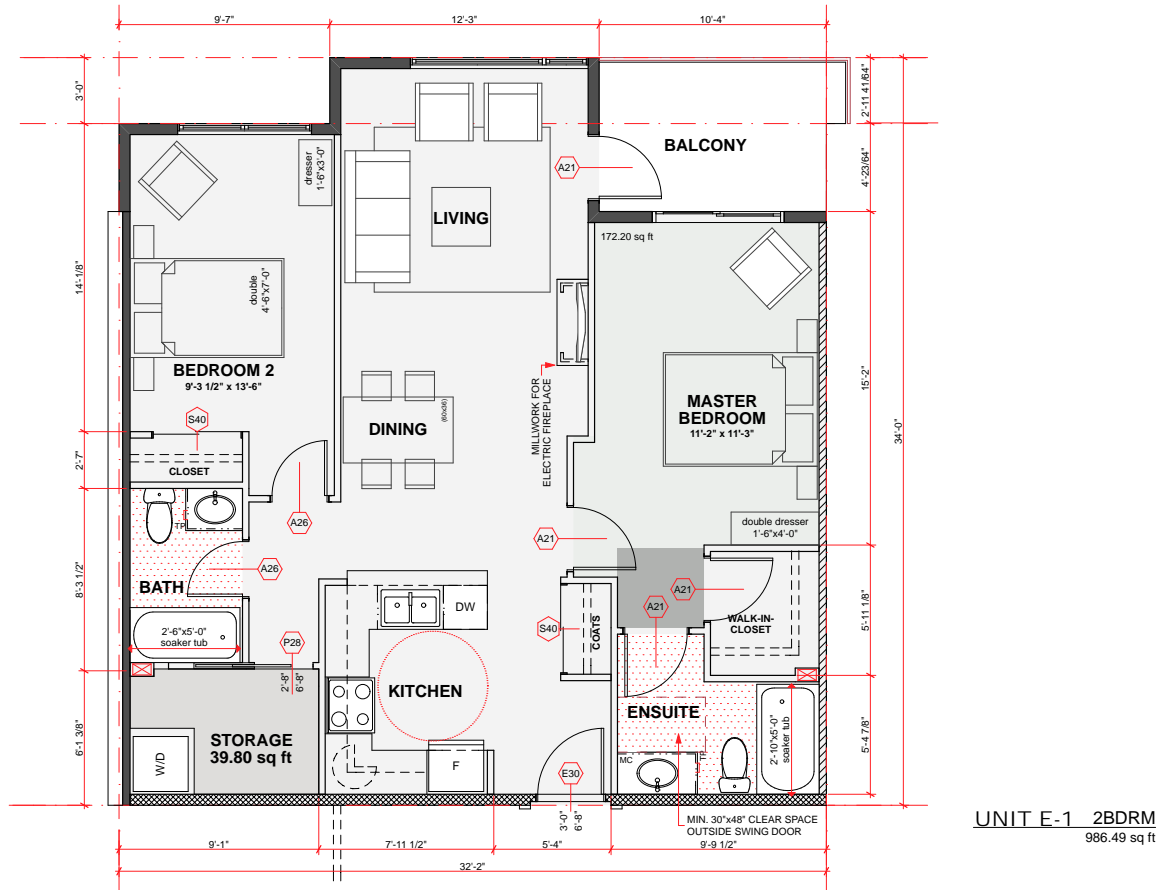 9'-7"
12'-3"
10'-4"
3'-0"
2'-11 41/64"
BALCONY
A21
dresser
1'-6"x3'-0"
4'-23/64"
LIVING
172.20 sq ft
14'-1/8"
double
4'-6"x7'-0"
BEDROOM 2
9'-3 1/2" x 13'-6"
15'-2"
34'-0"
MILLWORK FOR
ELECTRIC FIREPLACE
MASTER
BEDROOM
11'-2" x 11'-3"
S40
DINING
(60x36)
2'-7"
CLOSET
TP
A26
A21
double dresser
1'-6"x4'-0"
8'-3 1/2"
A26
BATH
A21
A21
5'-11 1/8"
DW
WALK-IN-
CLOSET
2'-6"x5'-0"
soaker tub
S40
COATS
P28
2'-8"
6'-8"
KITCHEN
ENSUITE
2'-10"x5'-0"
soaker tub
6'-1 3/8"
STORAGE
39.80 sq ft
5'-4 7/8"
W/D
F
E30
MC
TP
3'-0"
6'-8"
MIN. 30"x48" CLEAR SPACE
OUTSIDE SWING DOOR
9'-1"
7'-11 1/2"
5'-4"
9'-9 1/2"
32'-2"
UNIT E-1 2BDRM
986.49 sq ft